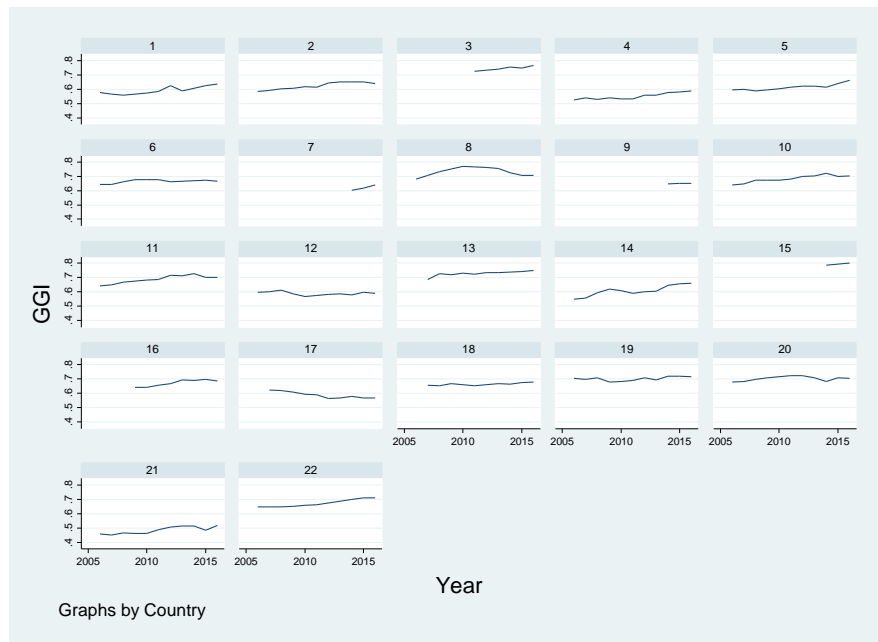 1 2 3 4 5
.4 .5 .6 .7 .8
6 7 8 9 10
.4 .5 .6 .7 .8
11 12 13 14 15
.4 .5 .6 .7 .8
GGI
16 17 18 19 20
.4 .5 .6 .7 .8
2005 2010 2015 2005 2010 2015 2005 2010 2015
21 22
.4 .5 .6 .7 .8
2005 2010 2015 2005 2010 2015
Year
Graphs by Country